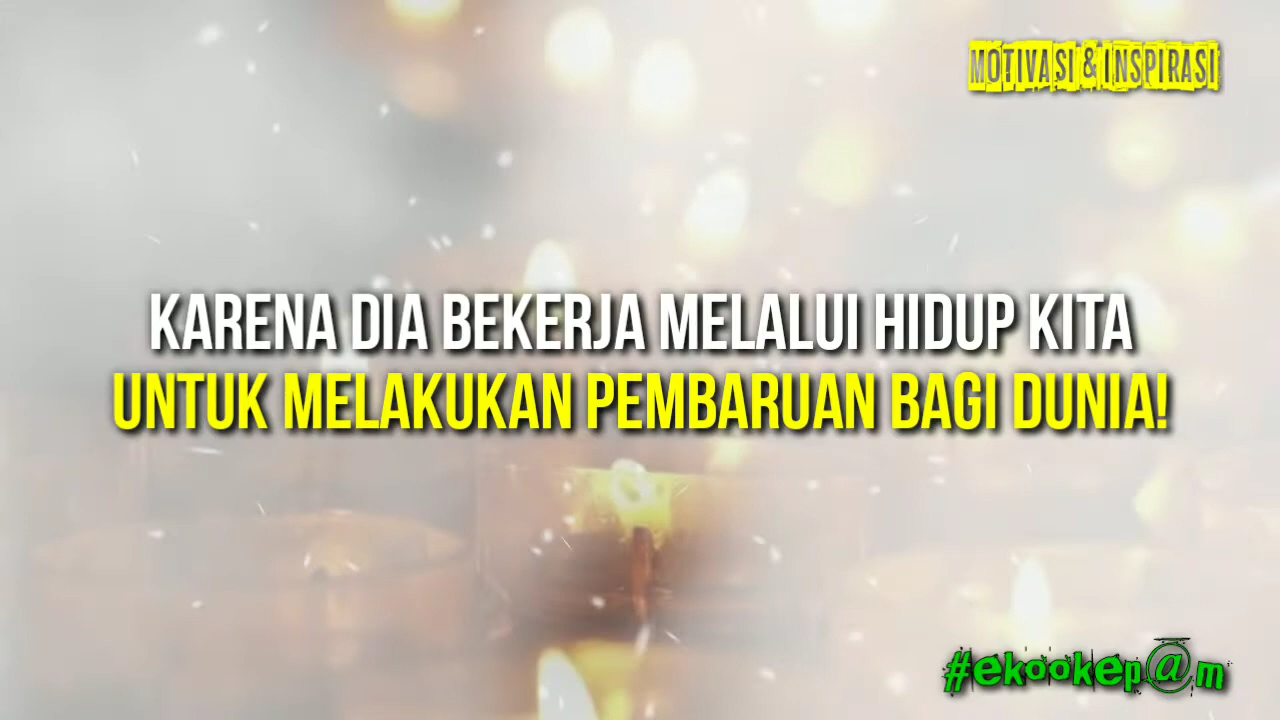 MOTIVASI & INSPIRASI
KARENA DIA BEKERJA MELALUI HIDUP KITA
UNTUK MELAKUKAN PEMBARUAN BAGI DUNIA!
#ekookep@m